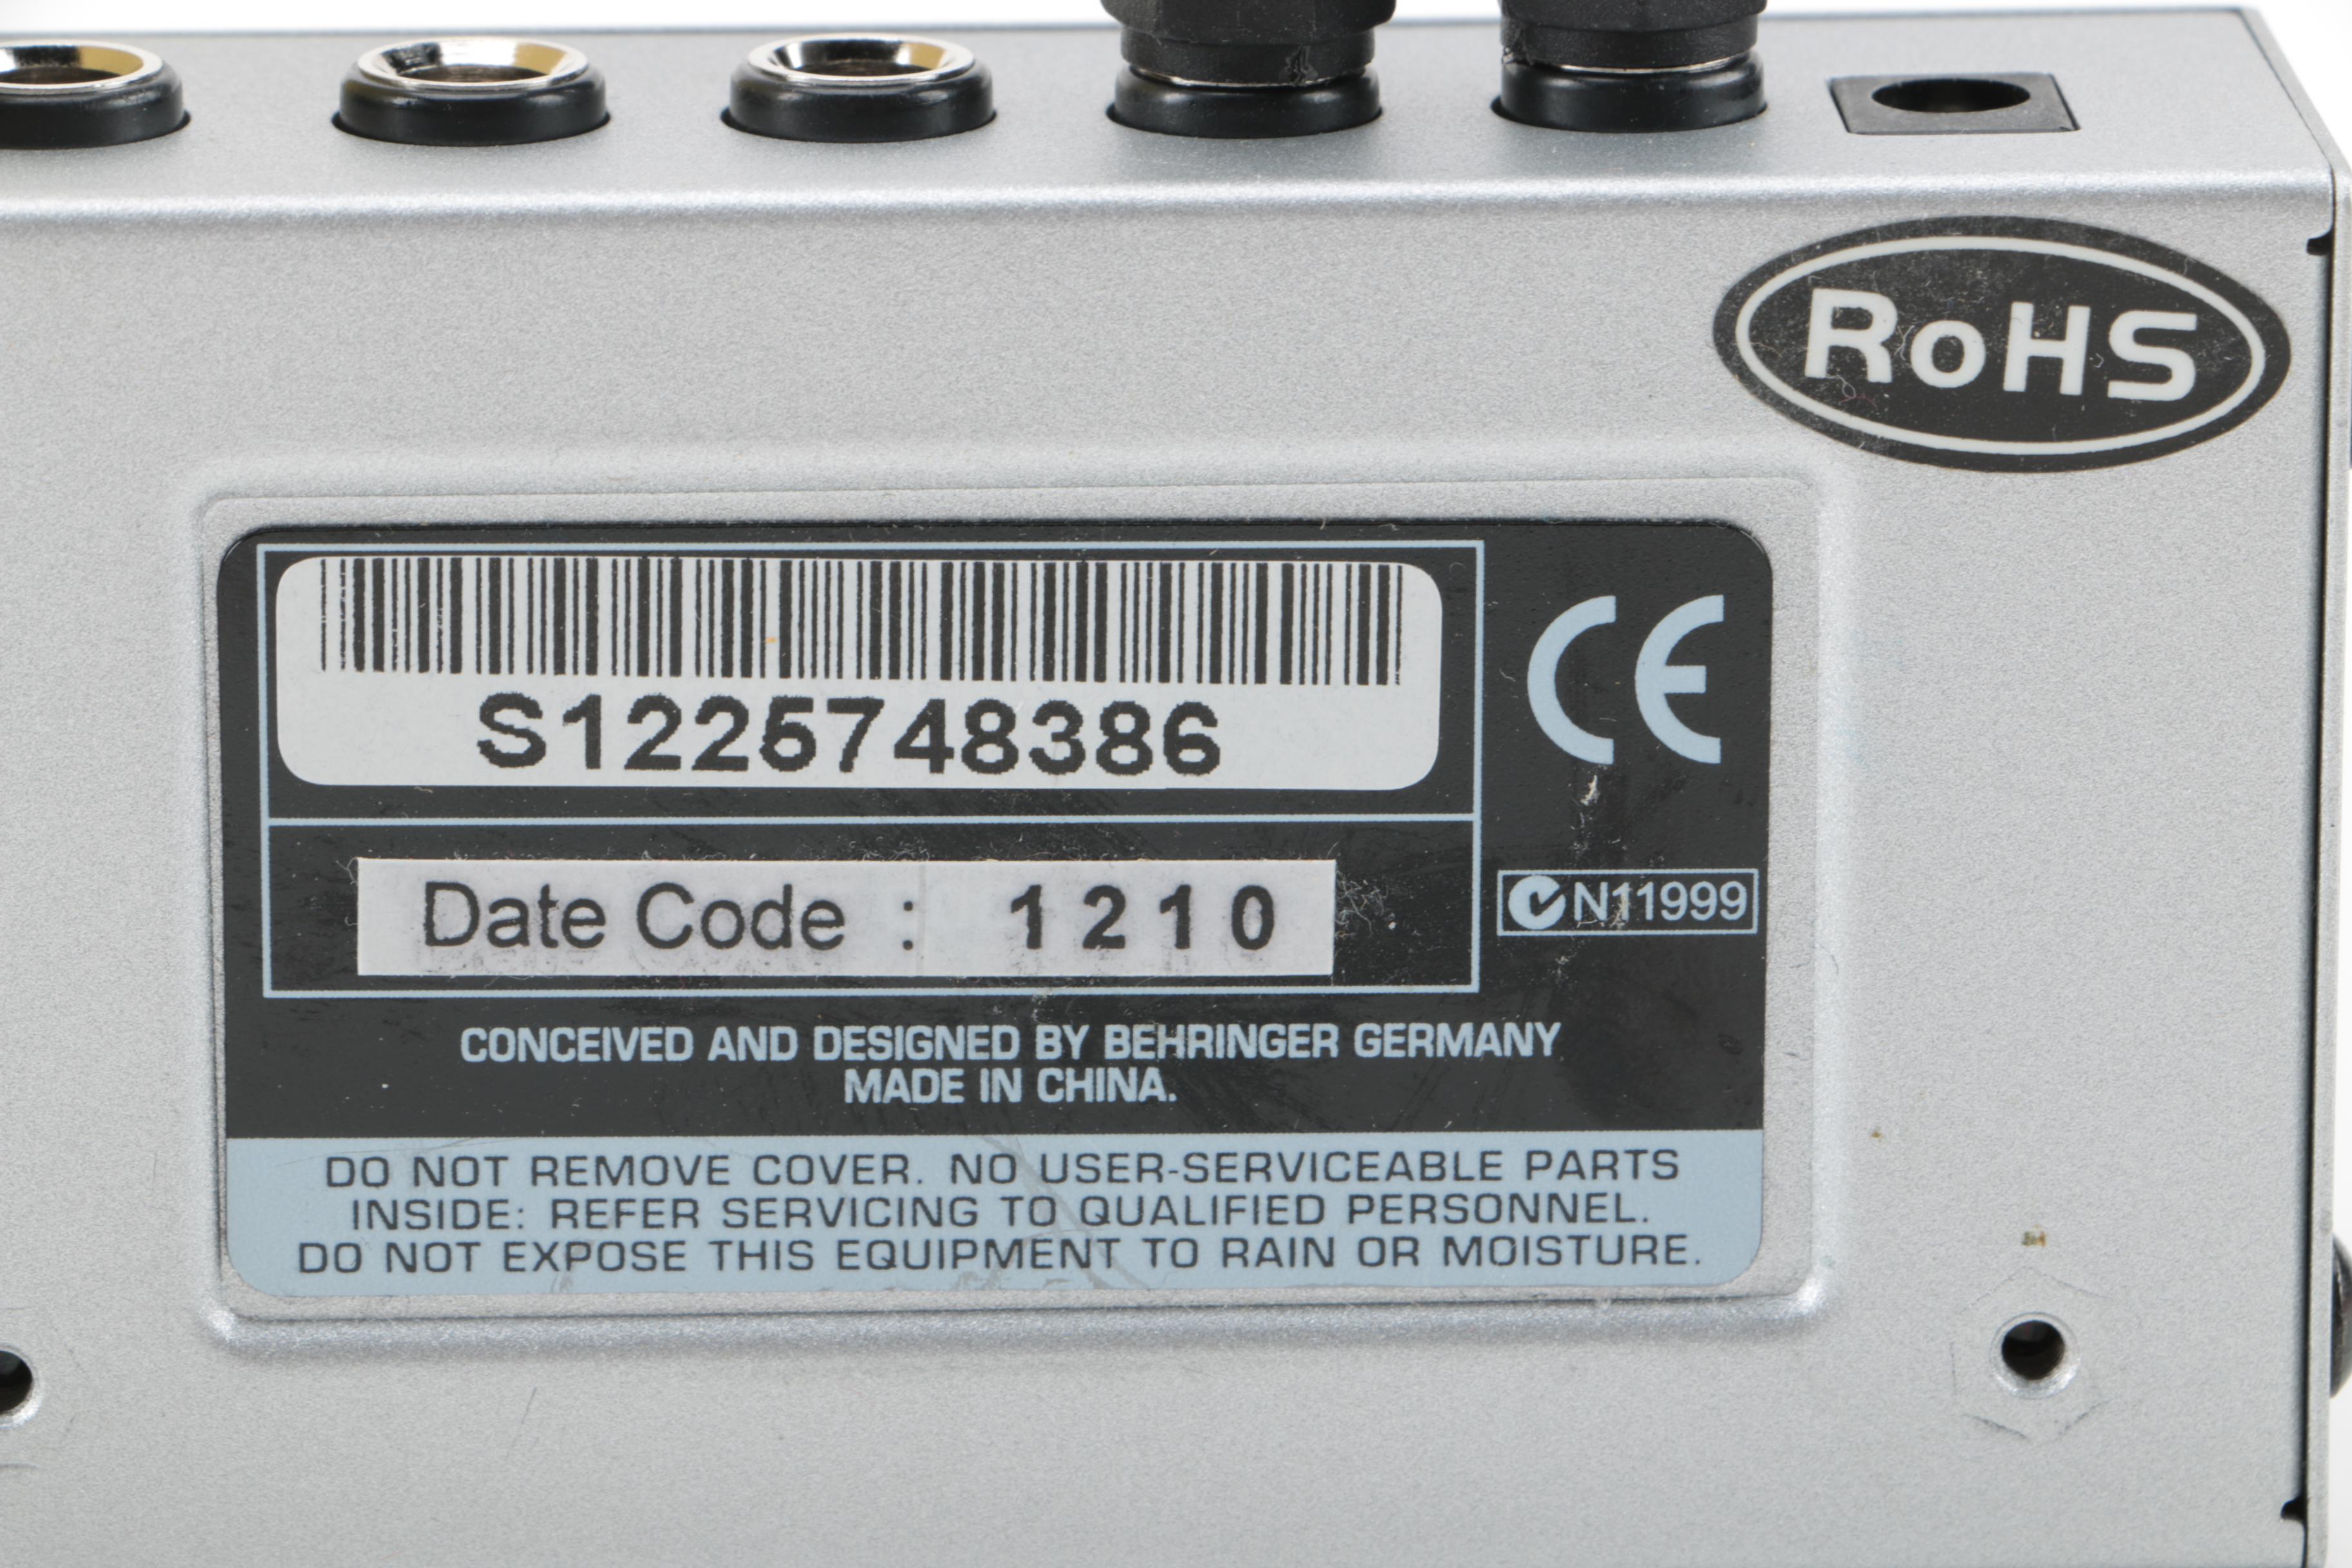 RoHS
S1225748386
CE
Date Code : 1210
N11999
CONCEIVED AND DESIGNED BY BEHRINGER GERMANY
MADE IN CHINA.
DO NOT REMOVE COVER. NO USER-SERVICEABLE PARTS
INSIDE: REFER SERVICING TO QUALIFIED PERSONNEL.
DO NOT EXPOSE THIS EQUIPMENT TO RAIN OR MOISTURE.